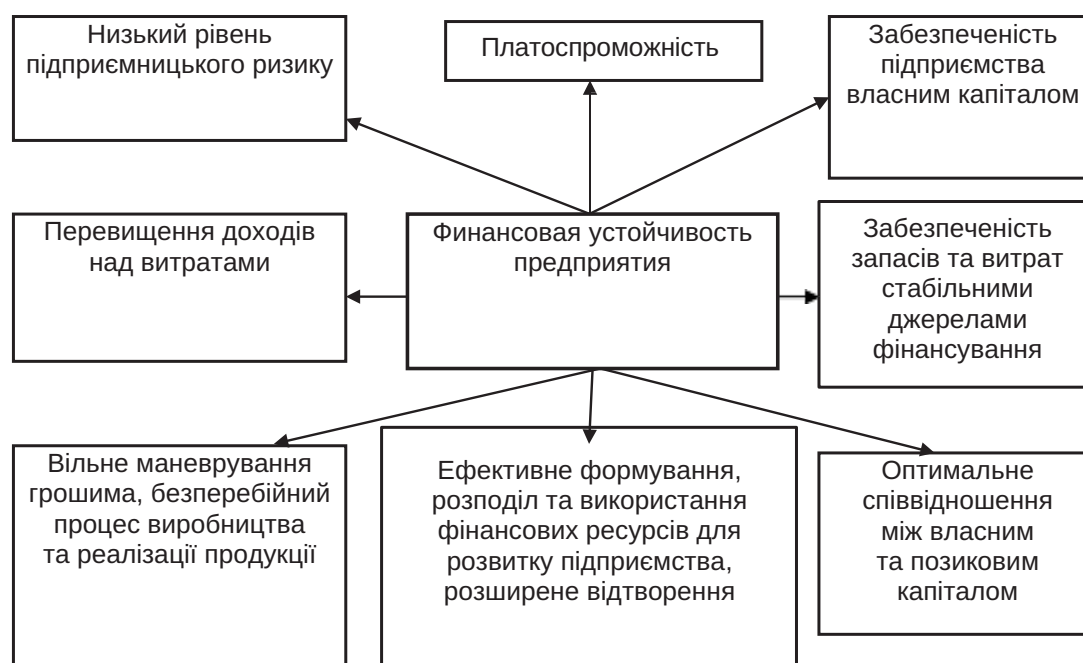 Низький рівень
підприємницького ризику
Платоспроможність
Забезпеченість
підприємства
власним капіталом
Перевищення доходів
над витратами
Финансовая устойчивость
предприятия
Забезпеченість
запасів та витрат
стабільними
джерелами
фінансування
Вільне маневрування
грошима, безперебійний
процес виробництва
та реалізації продукції
Ефективне формування,
розподіл та використання
фінансових ресурсів для
розвитку підприємства,
розширене відтворення
Оптимальне
співвідношення
між власним
та позиковим
капіталом